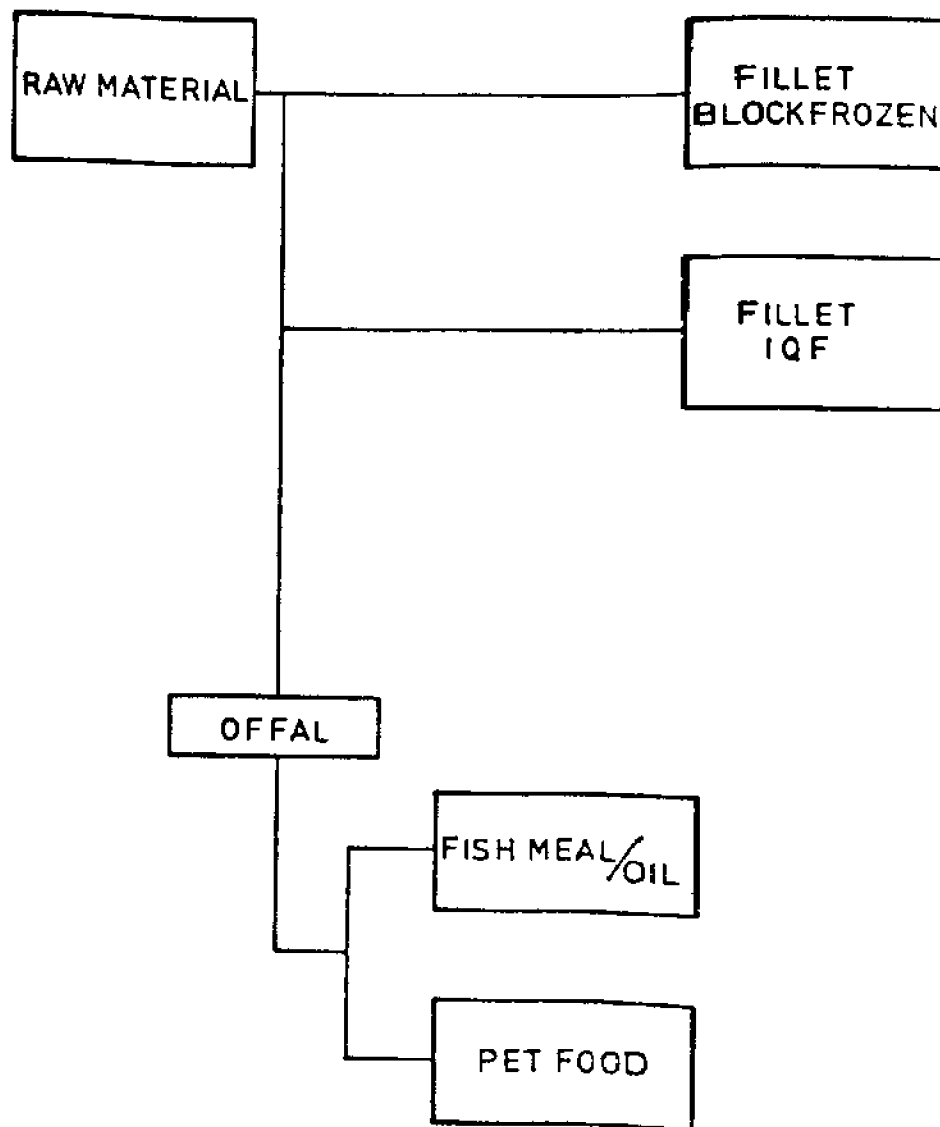 RAW MATERIAL
FILLET
BLOCKFROZEN
FILLET
IQF
OFFAL
FISH MEAL/OIL
PET FOOD